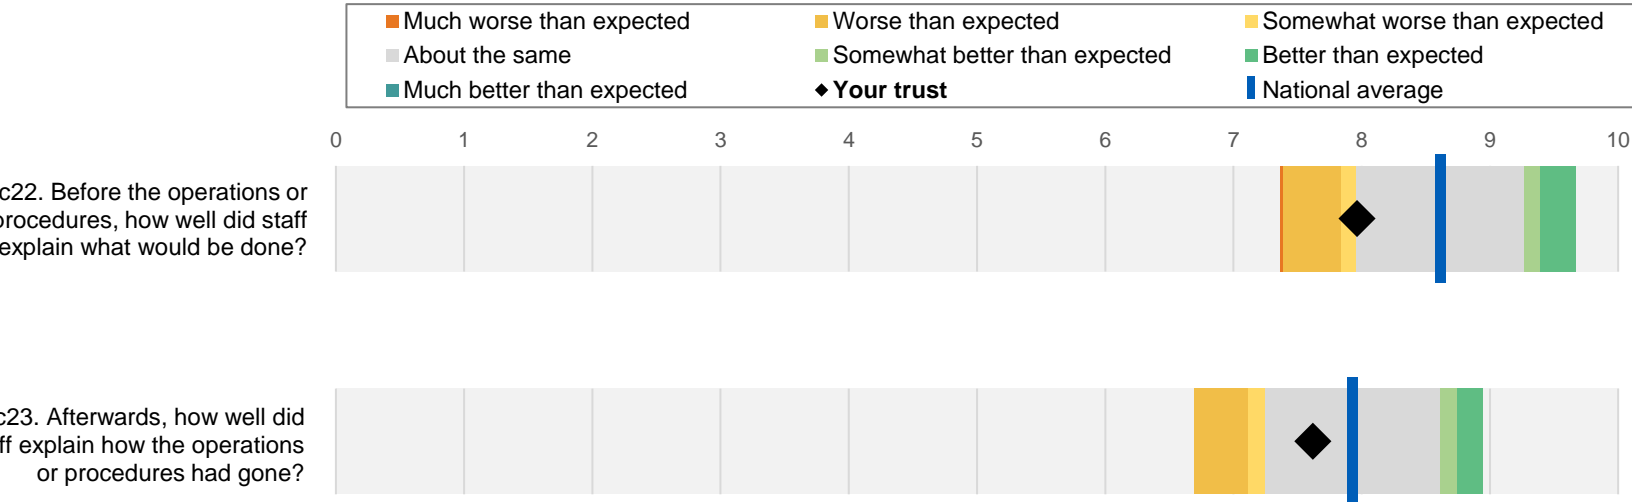 Much worse than expected Worse than expected Somewhat worse than expected
About the same Somewhat better than expected Better than expected
Much better than expected Your trust National average
0 1 2 3 4 5 6 7 8 9 10
c22. Before the operations or
procedures, how well did staff
explain what would be done?
c23. Afterwards, how well did
ff explain how the operations
or procedures had gone?